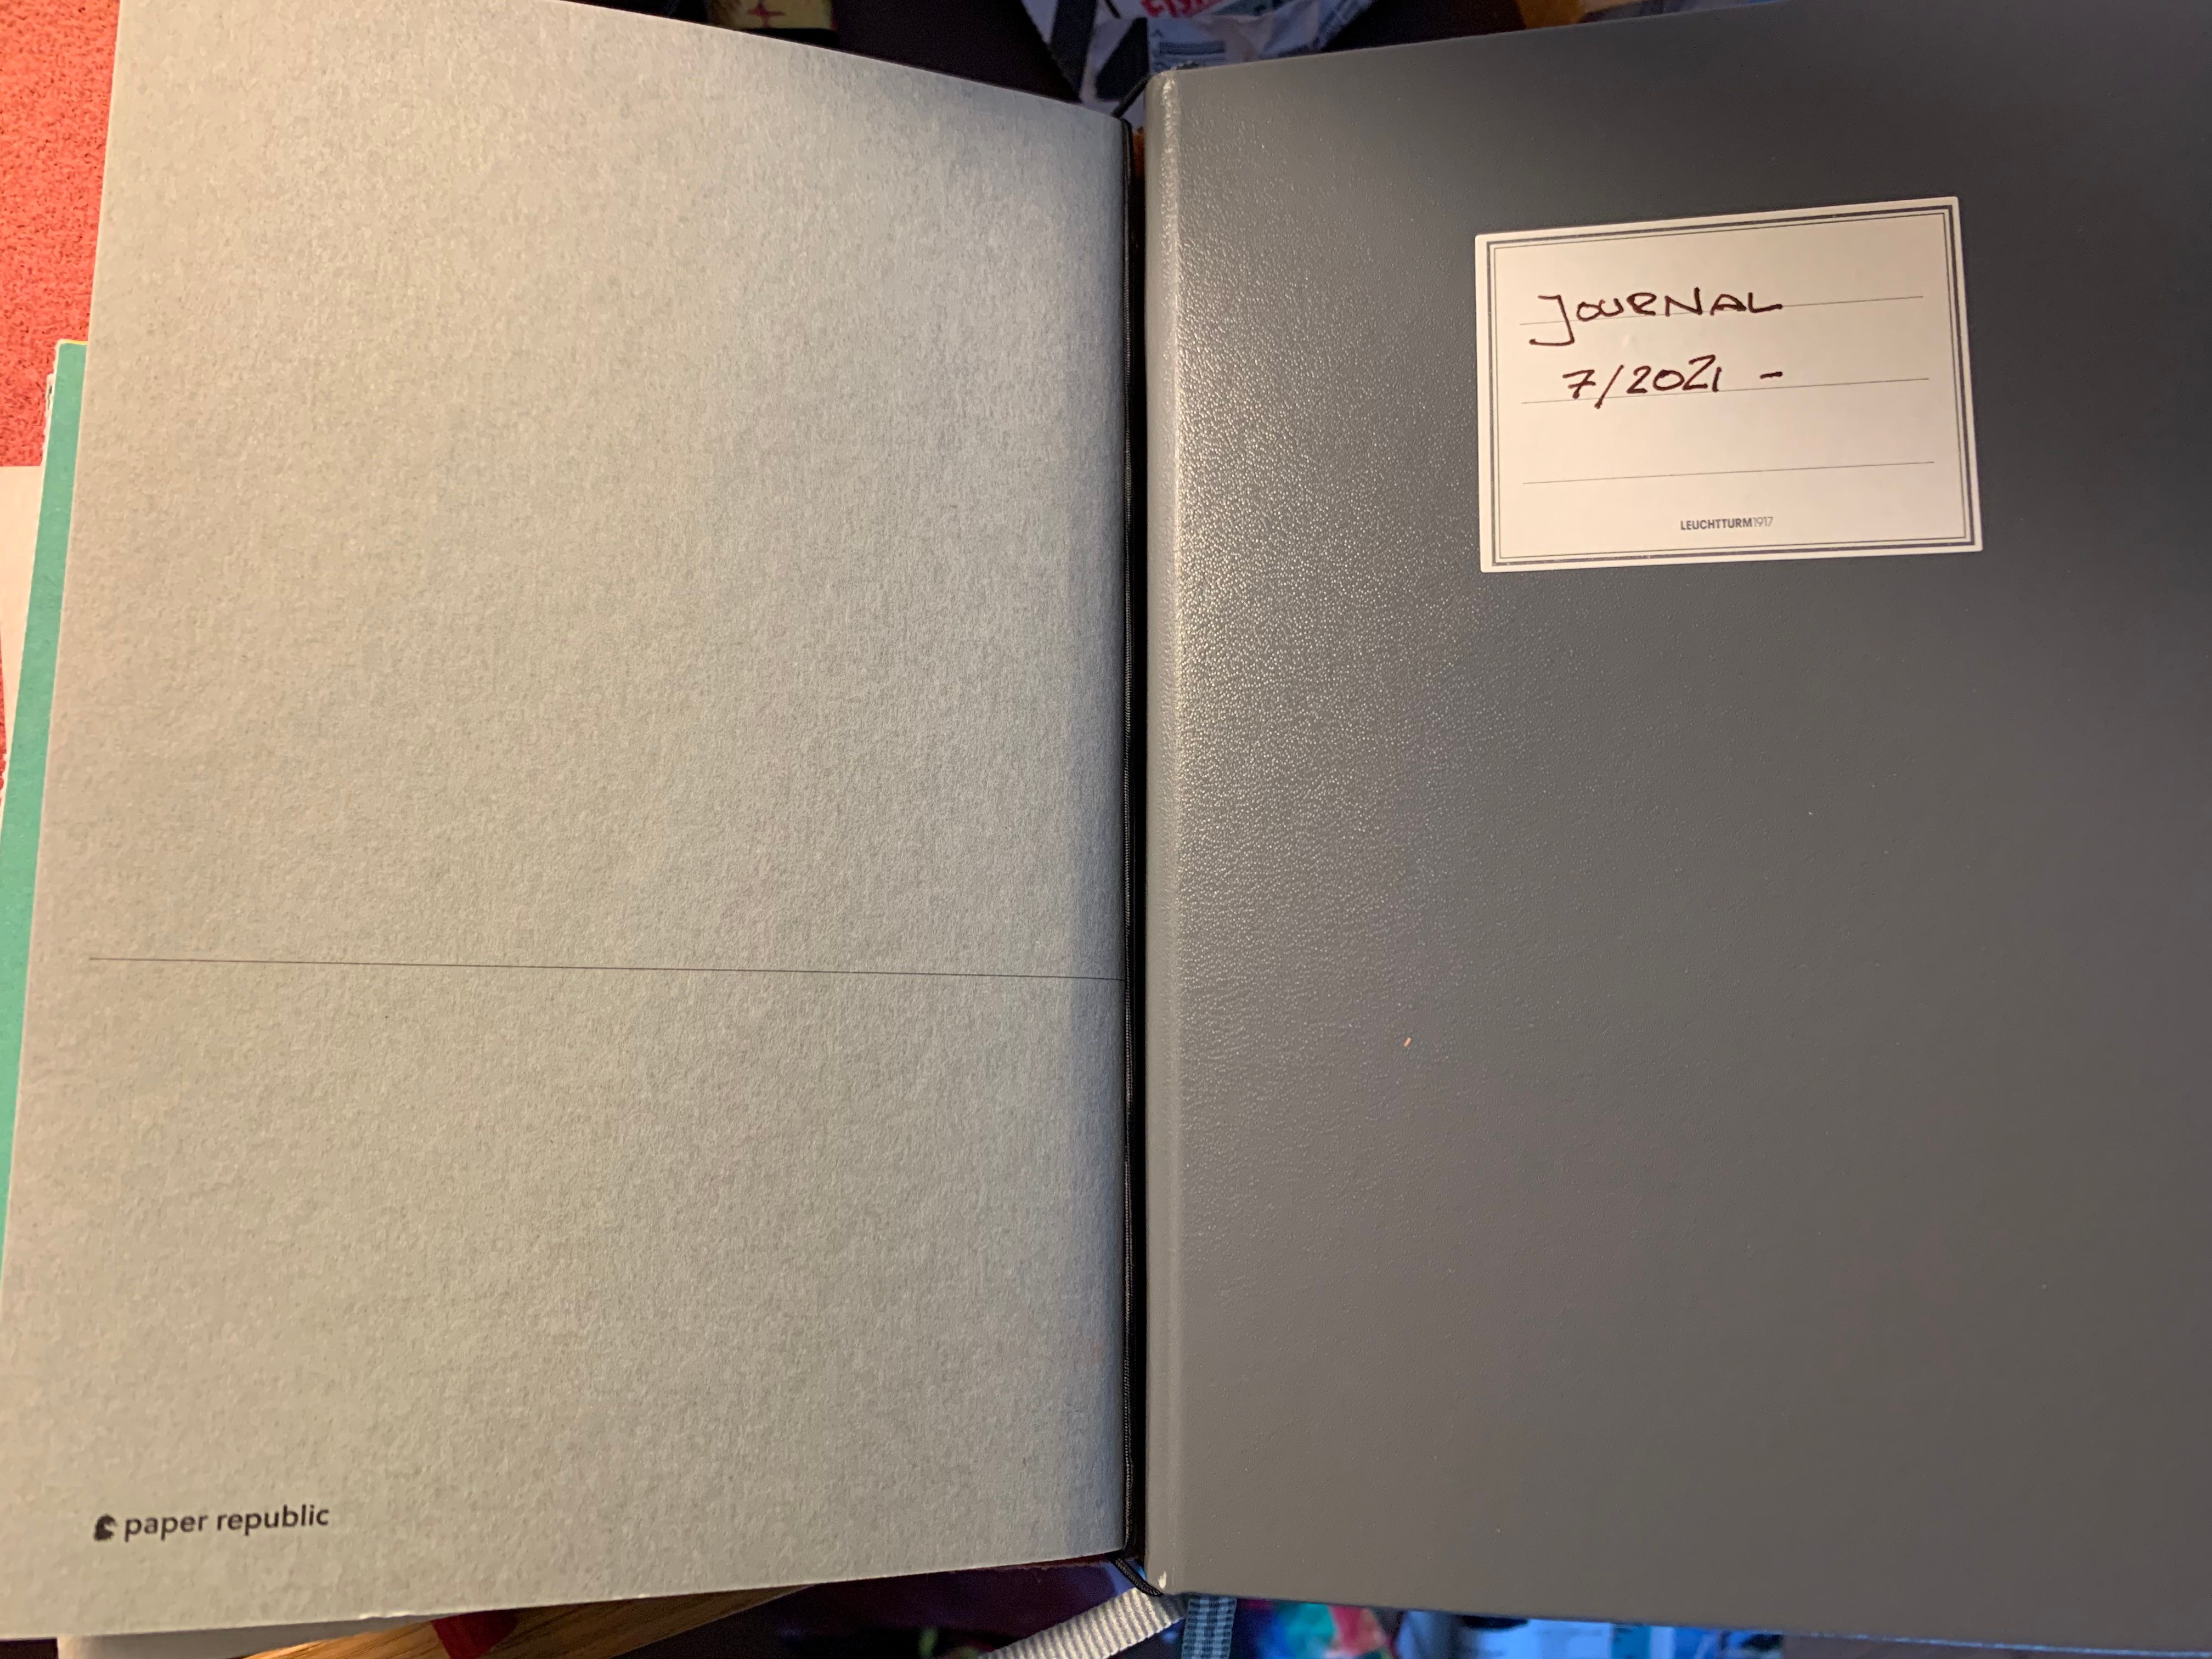 paper republic
JOURNAL
7/2021 -
LEUCHTTURM1917